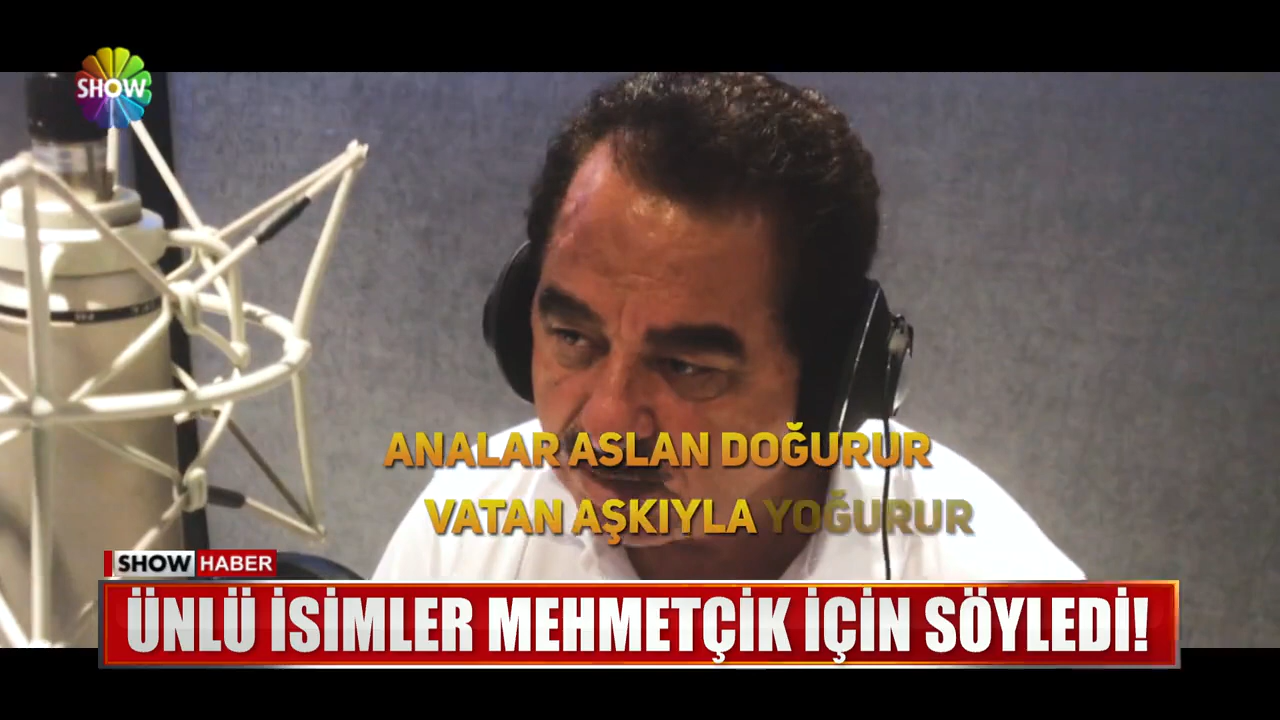 SHOW
ANALAR ASLAN DOĞURUR
VATAN AŞKIYLA YOĞURUR
SHOW HABER
ÜNLÜ İSİMLER MEHMETÇİK İÇİN SÖYLEDİ!